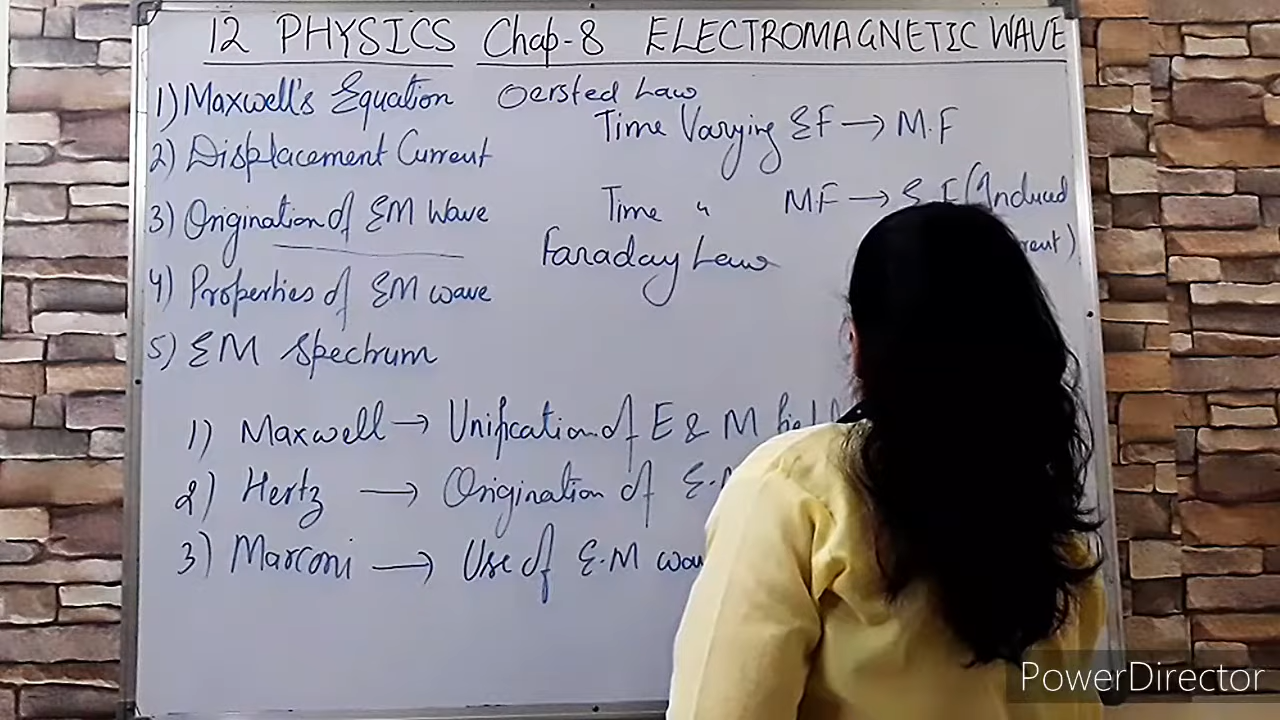 12 PHYSICS Chap-8 ELECTROMAGNETIC WAVE
1) Maxwell's Equation
Oersted Law
Time Varying EF → M.F
2) Displacement Current
3) Origination of EM Wave
Time " MF → E.F (Induced
Faraday Law
4) Properties of EM wave
5) EM Spectrum
1) Maxwell → Unification of E & M
2) Hertz → Origination of E.
3) Marconi → Use of E.M
PowerDirector